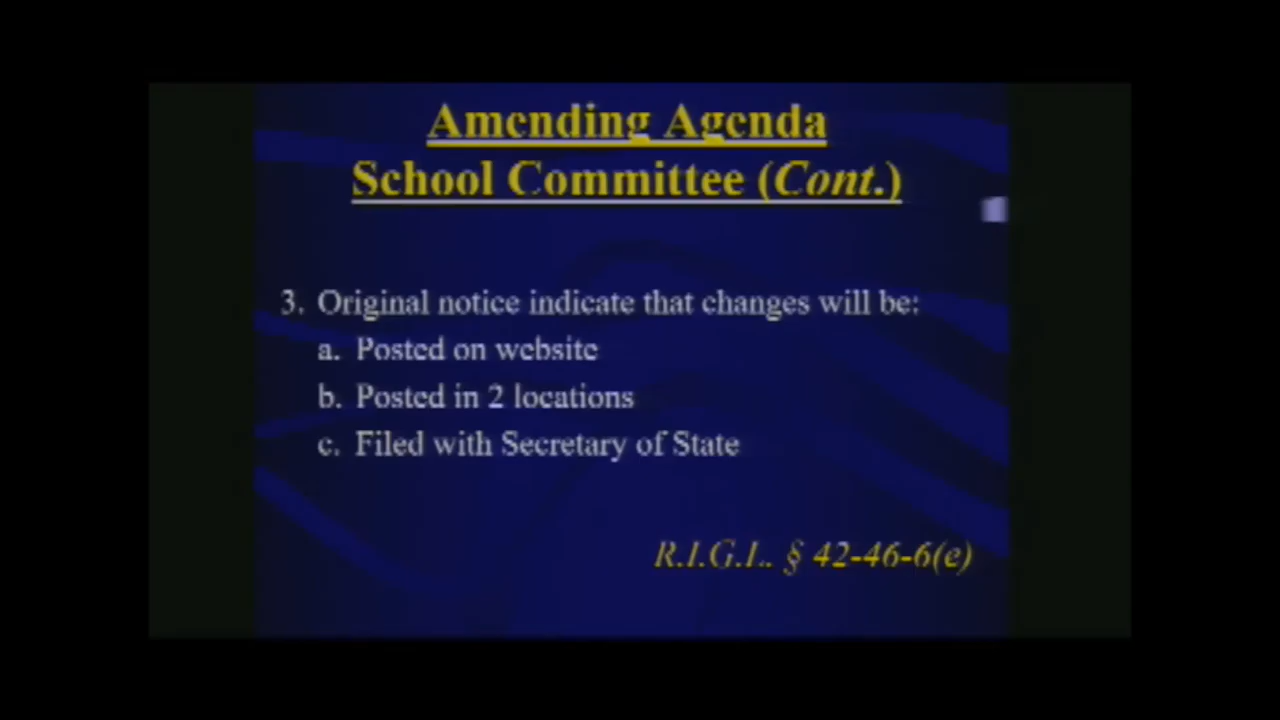 Amending Agenda
School Committee (Cont.)
3. Original notice indicate that changes will be:
a. Posted on website
b. Posted in 2 locations
c. Filed with Secretary of State
R.I.G.L. § 42-46-6(e)